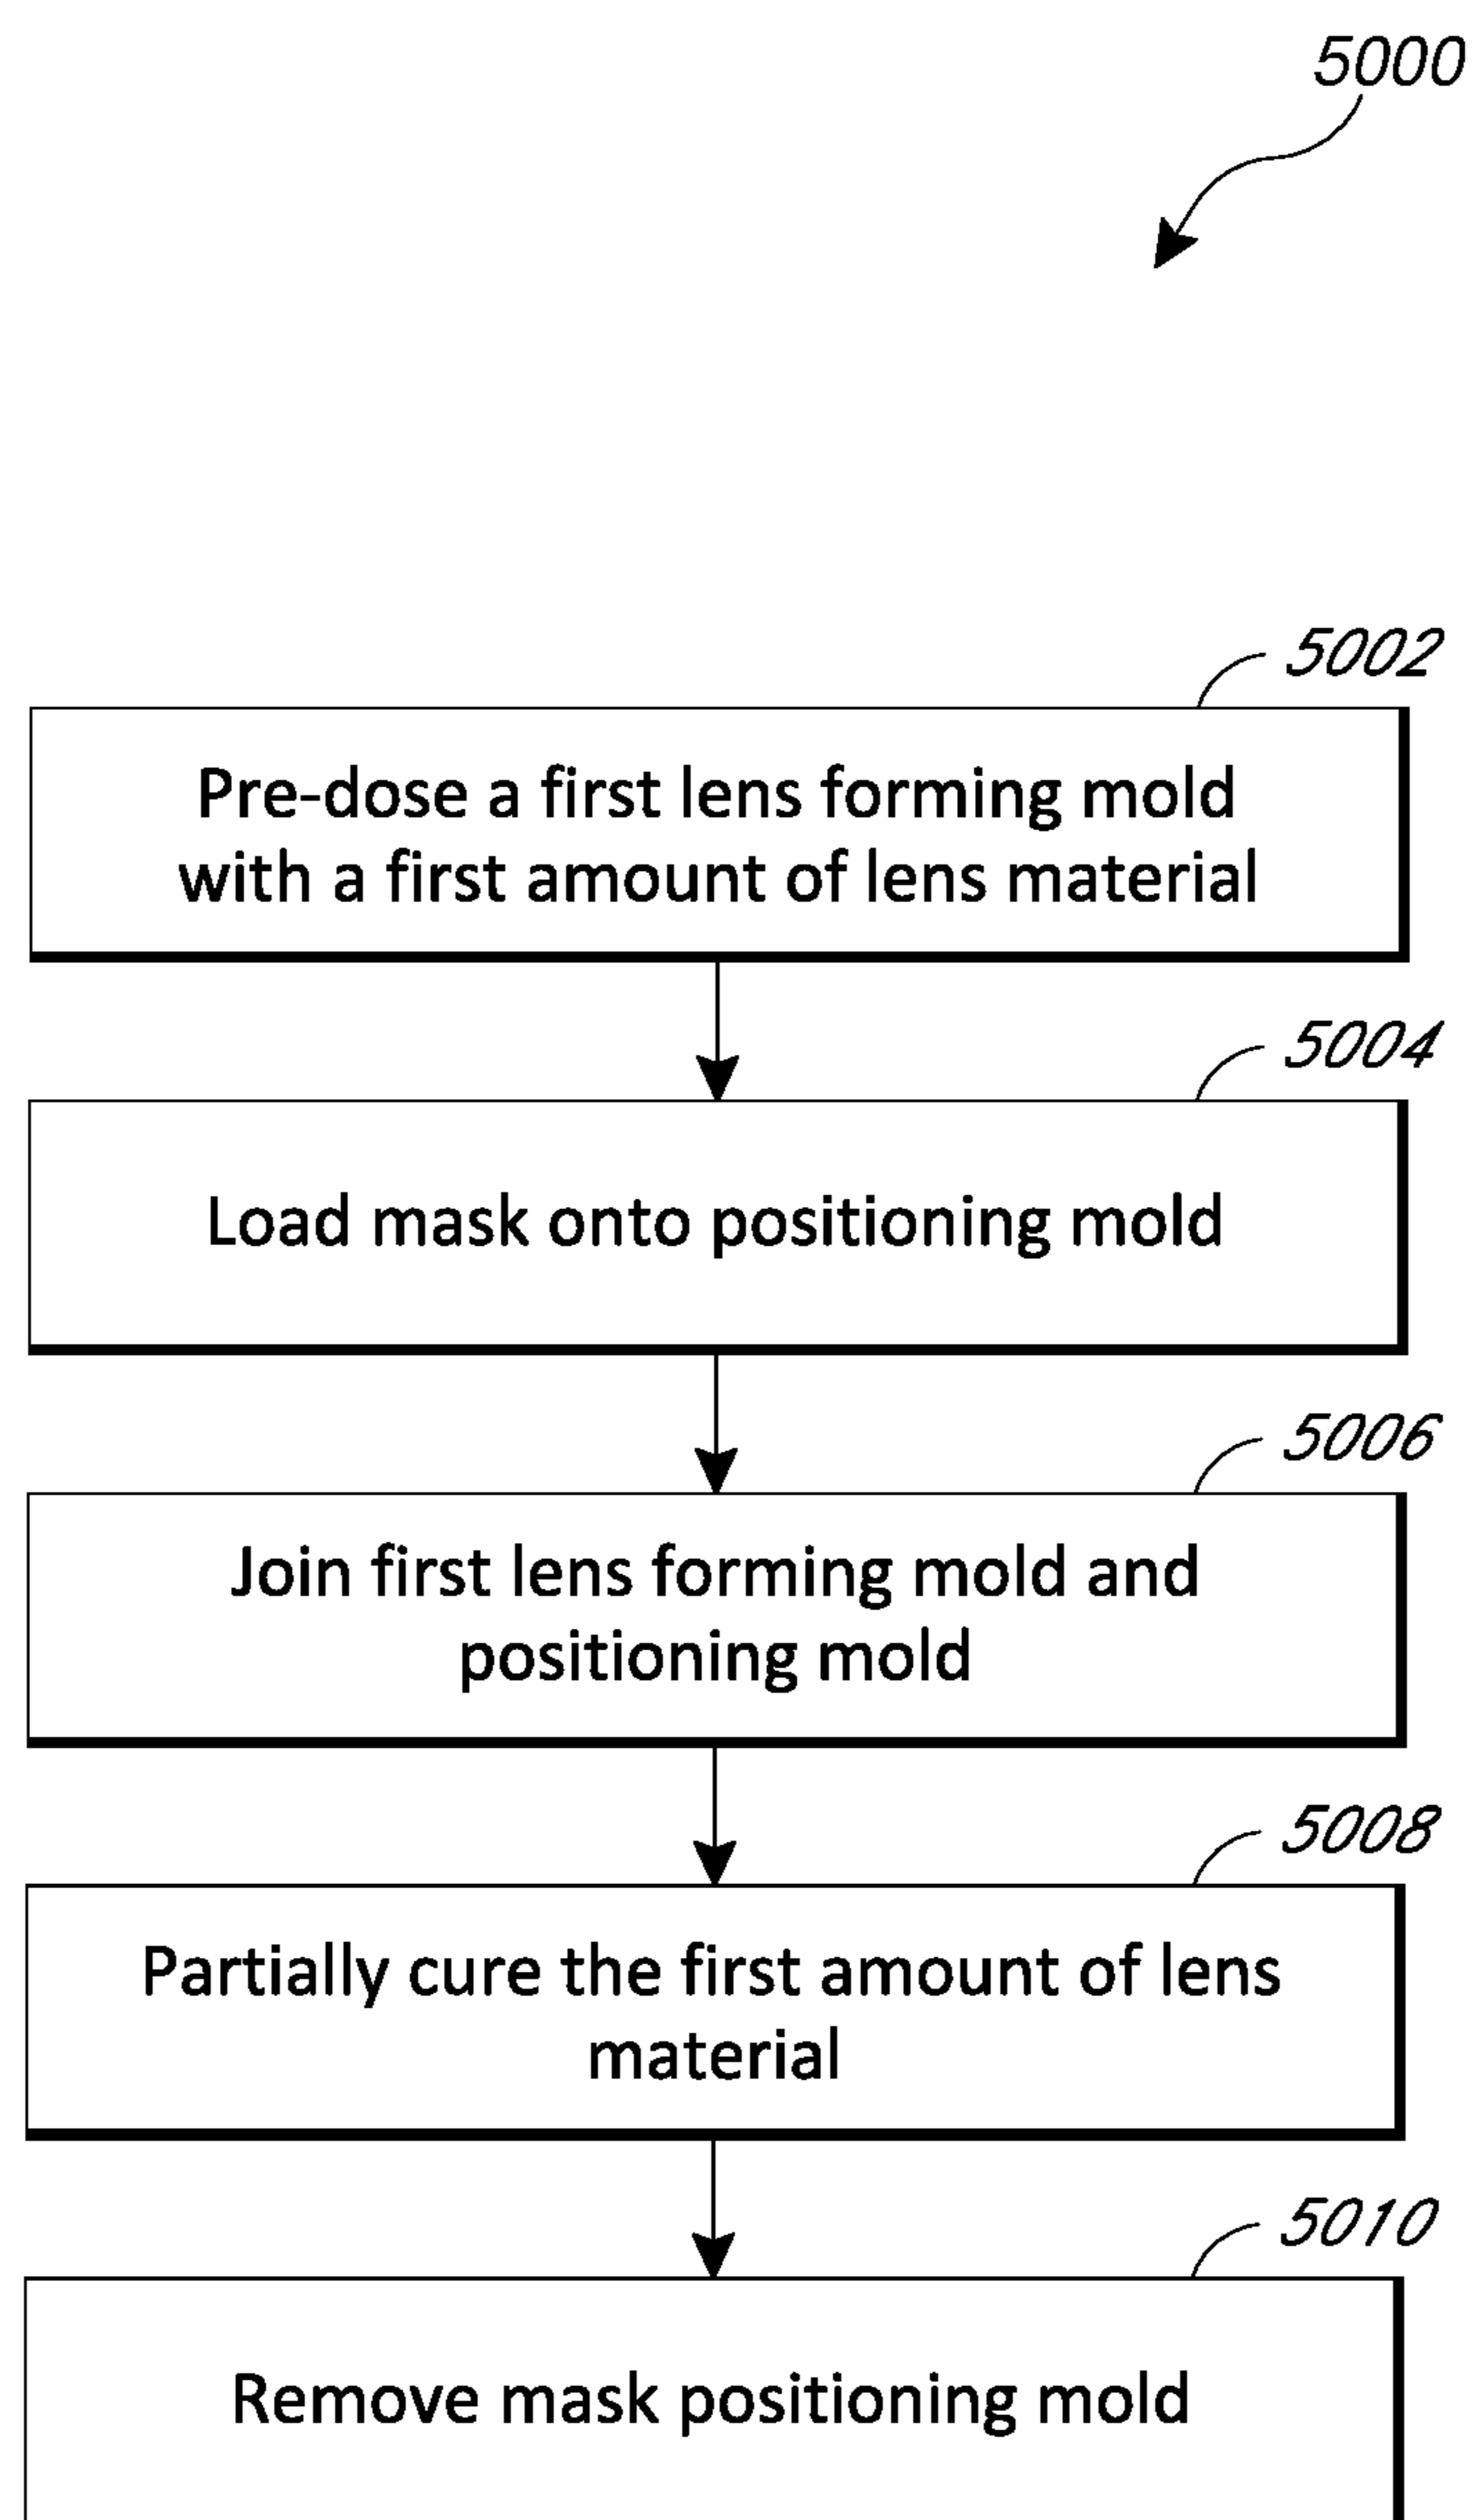 5000
5002
Pre-dose a first lens forming mold
with a first amount of lens material
5004
Load mask onto positioning mold
5006
Join first lens forming mold and
positioning mold
5008
Partially cure the first amount of lens
material
5010
Remove mask positioning mold